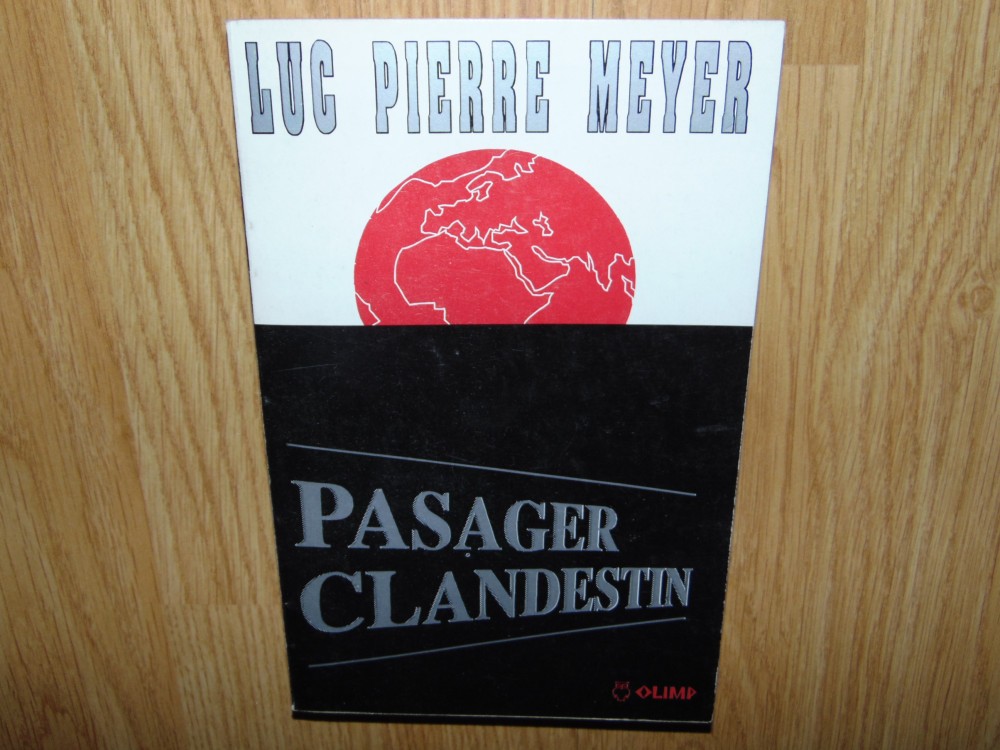 LUC PIERRE MEYER
PASAGER
CLANDESTIN
OLIMP